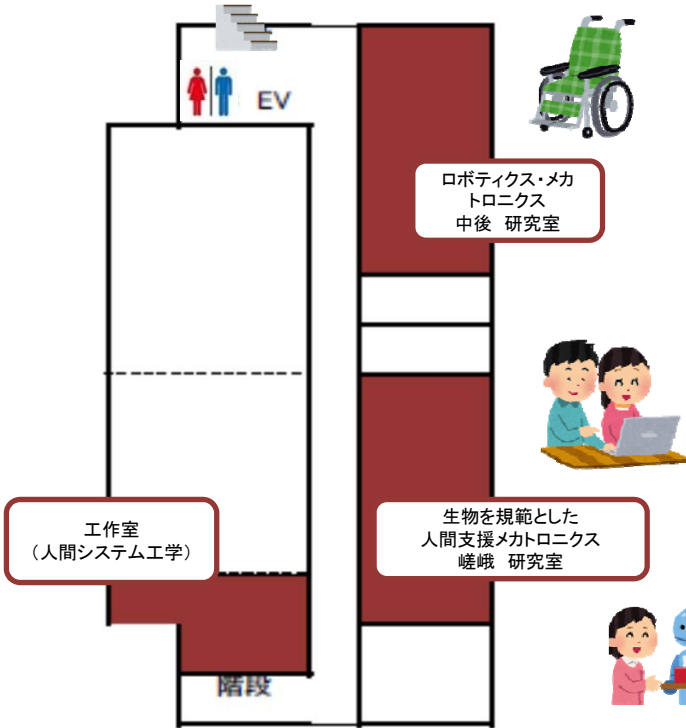 EV
ロボティクス・メカ
トロニクス
中後　研究室
工作室
（人間システム工学）
生物を規範とした
人間支援メカトロニクス
嵯峨　研究室
階段